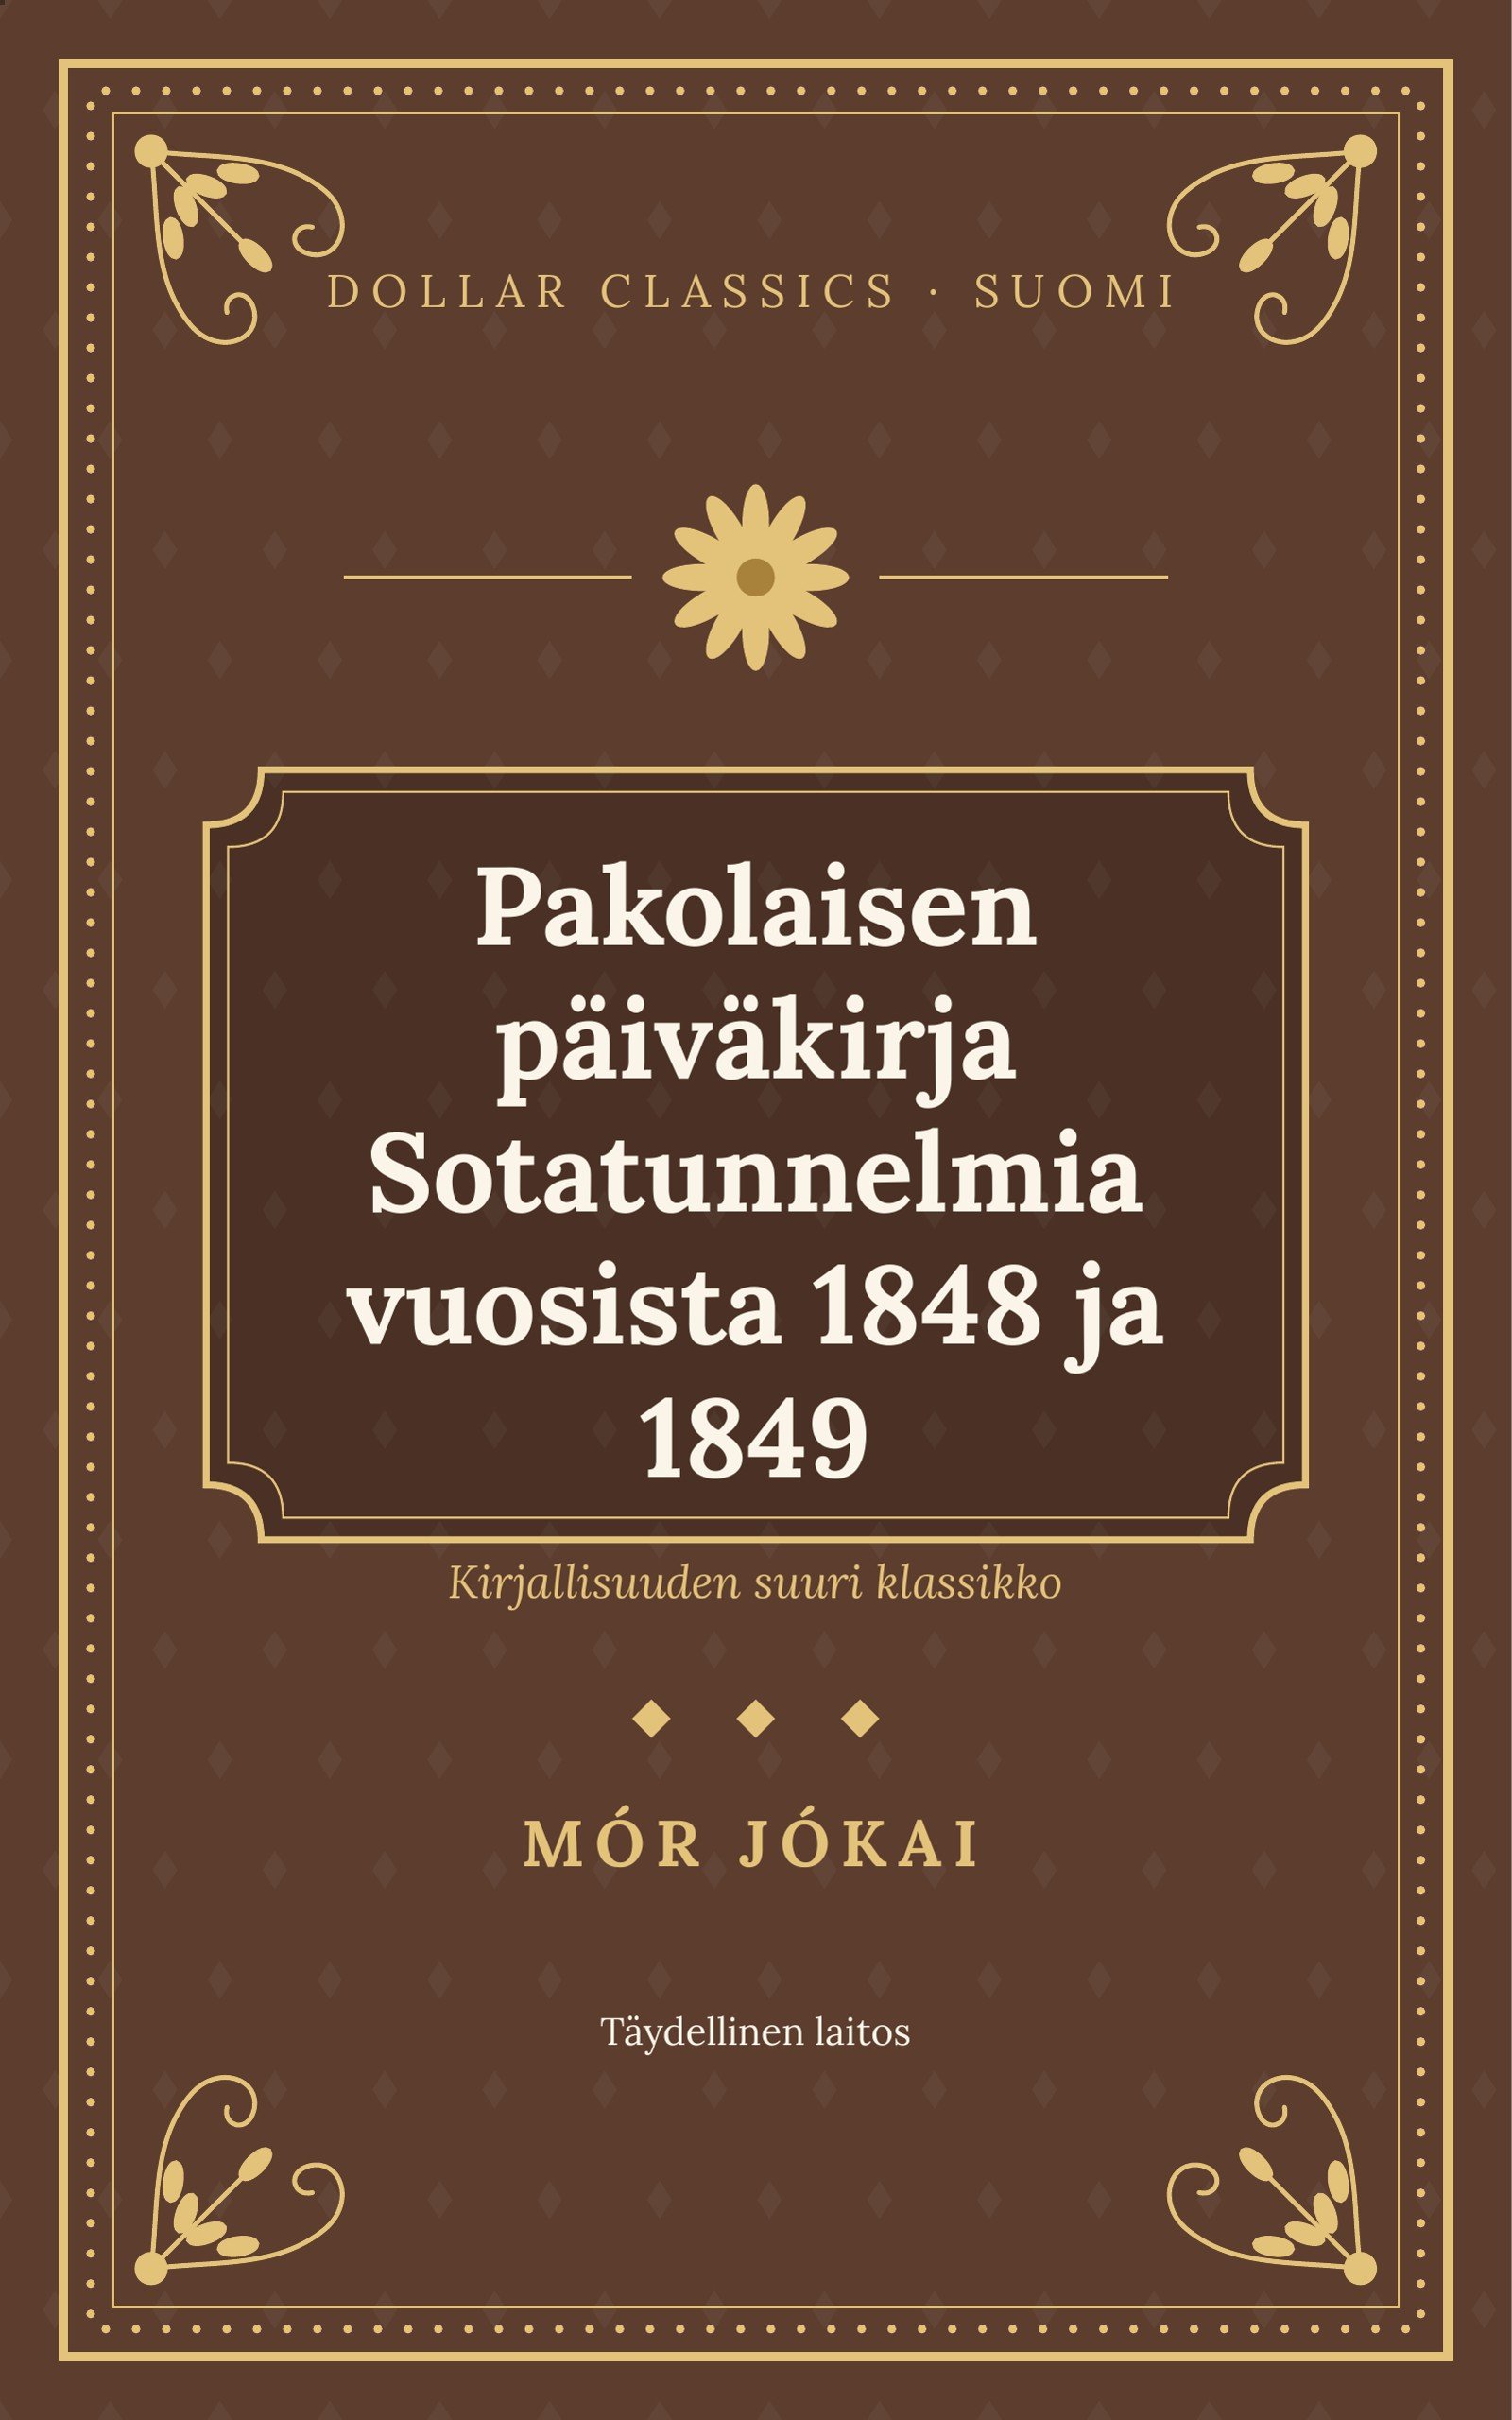 DOLLAR CLASSICS · SUOMI
Pakolaisen
päiväkirja
Sotatunnelmia
vuosista 1848 ja
1849
Kirjallisuuden suuri klassikko
MÓR JÓKAI
Täydellinen laitos